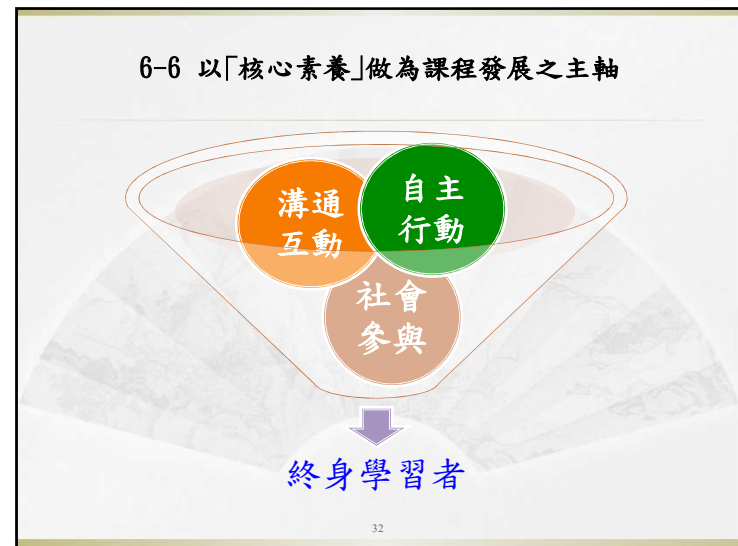 6-6 以「核心素養」做為課程發展之主軸
溝通
互動
自主
行動
社會
參與
終身學習者
32